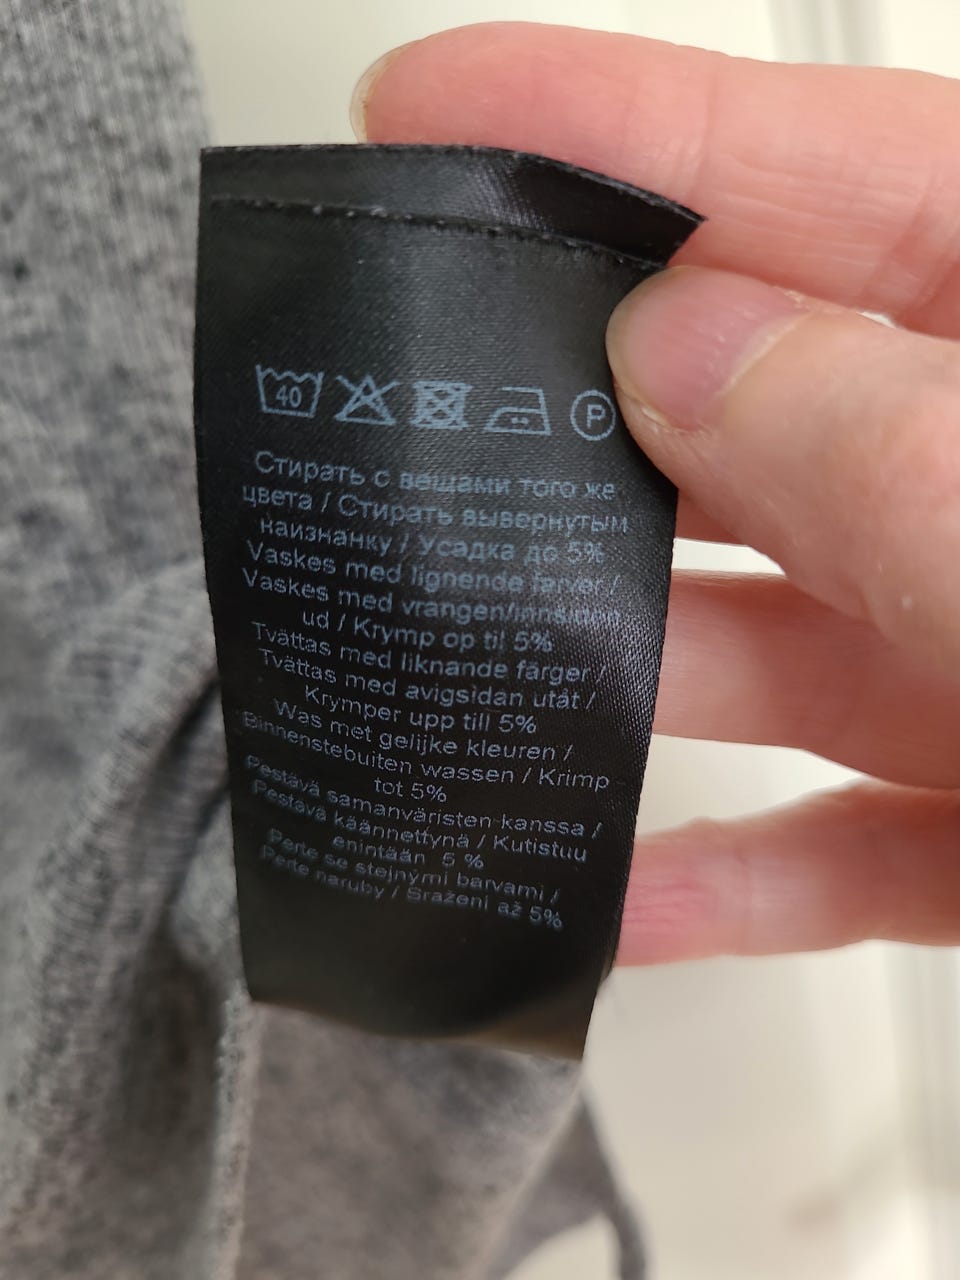 40 P
Стирать с вещами того же
цвета / Стирать вывернутым
наизнанку / Усадка до 5%
Vaskes med lignende farver /
Vaskes med vrangen/innsiden
ud / Krymp op til 5%
Tvättas med liknande färger /
Tvättas med avigsidan utåt /
Krymper upp till 5%
Was met gelijke kleuren /
Binnenstebuiten wassen / Krimp
tot 5%
Pestävä samanväristen kanssa /
Pestävä käännettynä / Kutistuu
enintään 5 %
Perte se stejnými barvami /
Perte naruby / Sražení až 5%